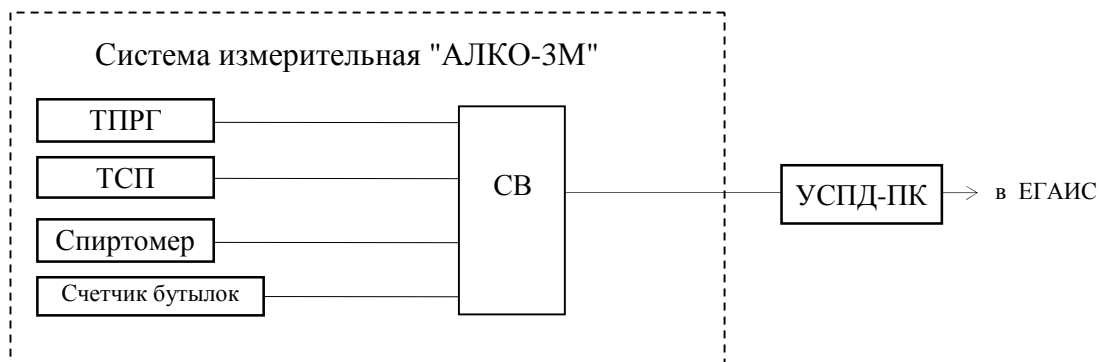 Система измерительная "АЛКО-3М"
ТПРГ
ТСП
Спиртомер
Счетчик бутылок
СВ
УСПД-ПК
в ЕГАИС